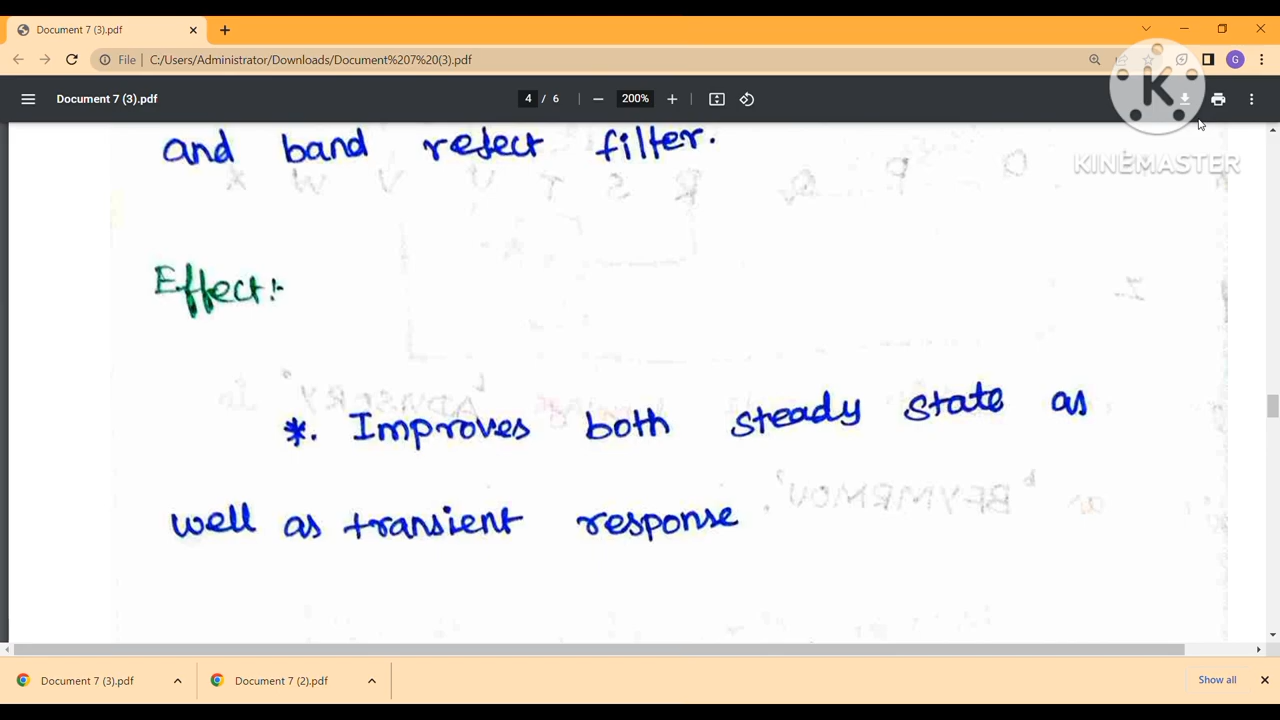 Document 7 (3).pdf
File
C:/Users/Administrator/Downloads/Document%207%20(3).pdf
G
Document 7 (3).pdf
4 / 6
200%
K
KINEMASTER
and band reject filter.
Effect:-
*. Improves both steady state as
well as transient response
Document 7 (3).pdf
Document 7 (2).pdf
Show all